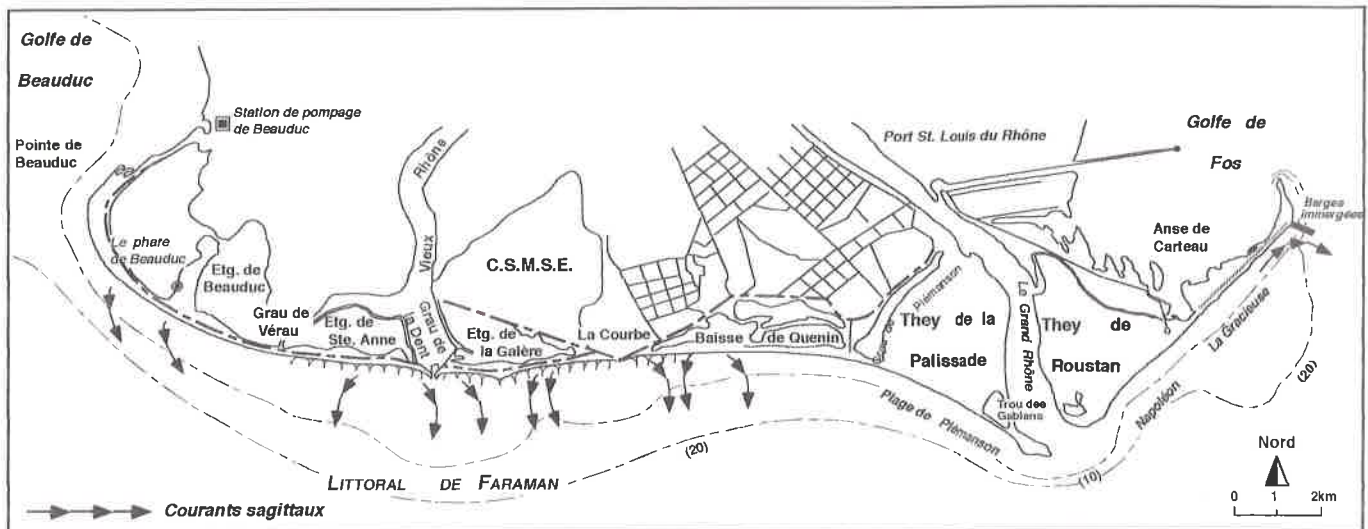 Golfe de
Beauduc
Station de pompage
de Beauduc
Pointe de
Beauduc
Le phare
de Beauduc
Etg. de
Beauduc
Grau de
Vérau
Etg. de
Ste. Anne
Rhône
Vieux
Grau de
la Dent
C.S.M.S.E.
Etg. de
la Galère
La Courbe
Baisse de Quenin
Port St. Louis du Rhône
Golfe de
Fos
Barges
immergées
Anse de
Carteau
Piémanson
They de la
Palissade
Le Grand Rhône
They de
Roustan
Trou des
Gabians
Plage de Piémanson
Napoléon
La Gracieuse
(20)
(10)
(20)
LITTORAL DE FARAMAN
Courants sagittaux
Nord
0 1 2km